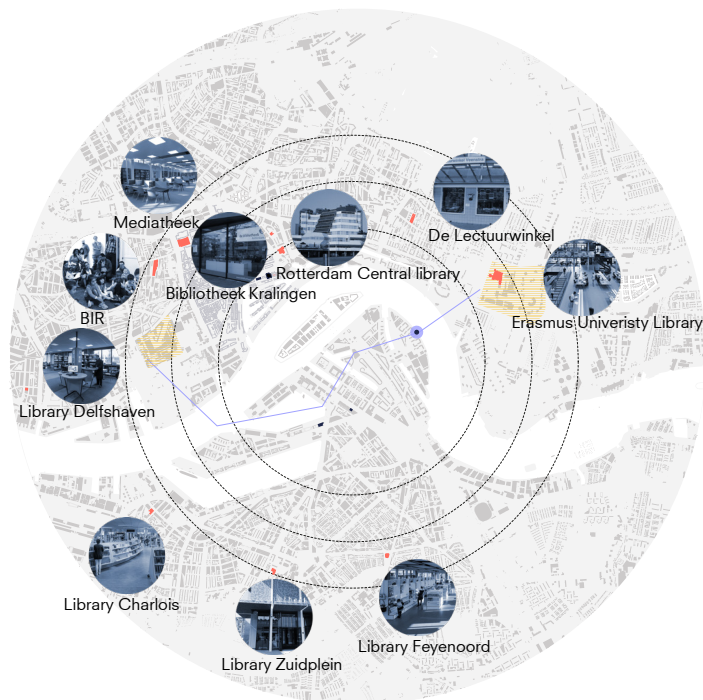 Mediatheek
De Lectuurwinkel
Rotterdam Central library
Bibliotheek Kralingen
BIR
Erasmus Univeristy Library
Library Delfshaven
Library Charlois
Library Feyenoord
Library Zuidplein